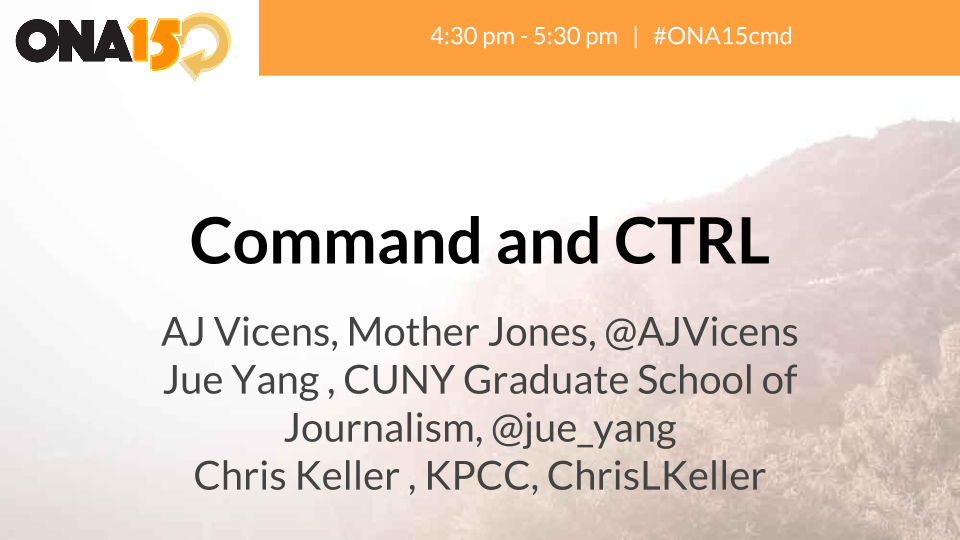 ONA15
4:30 pm - 5:30 pm | #ONA15cmd
Command and CTRL
AJ Vicens, Mother Jones, @AJVicens
Jue Yang , CUNY Graduate School of
Journalism, @jue_yang
Chris Keller , KPCC, ChrisLKeller